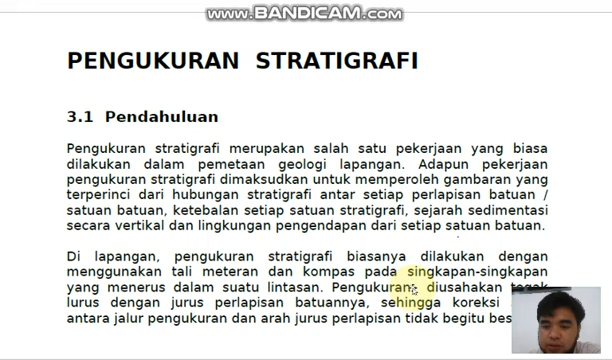 www.BANDICAM.com
PENGUKURAN STRATIGRAFI
3.1 Pendahuluan
Pengukuran stratigrafi merupakan salah satu pekerjaan yang biasa
dilakukan dalam pemetaan geologi lapangan. Adapun pekerjaan
pengukuran stratigrafi dimaksudkan untuk memperoleh gambaran yang
terperinci dari hubungan stratigrafi antar setiap perlapisan batuan /
satuan batuan, ketebalan setiap satuan stratigrafi, sejarah sedimentasi
secara vertikal dan lingkungan pengendapan dari setiap satuan batuan.
Di lapangan, pengukuran stratigrafi biasanya dilakukan dengan
menggunakan tali meteran dan kompas pada singkapan-singkapan
yang menerus dalam suatu lintasan. Pengukuran diusahakan tegak
lurus dengan jurus perlapisan batuannya, sehingga koreksi
antara jalur pengukuran dan arah jurus perlapisan tidak begitu